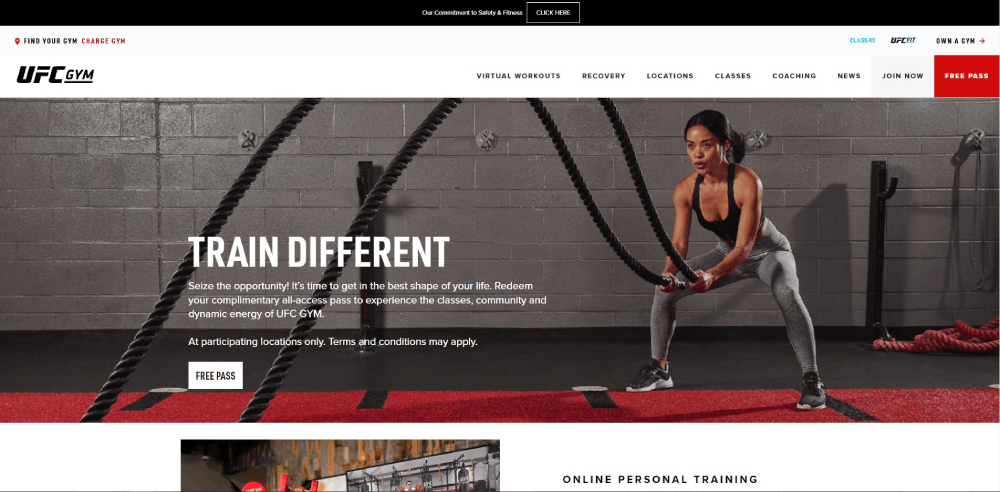 Our Commitment to Safety & Fitness CLICK HERE
FIND YOUR GYM CHANGE GYM
CLASS UFC FIT OWN A GYM →
UFC GYM
VIRTUAL WORKOUTS RECOVERY LOCATIONS CLASSES COACHING NEWS JOIN NOW FREE PASS
TRAIN DIFFERENT
Seize the opportunity! It's time to get in the best shape of your life. Redeem
your complimentary all-access pass to experience the classes, community and
dynamic energy of UFC GYM.
At participating locations only. Terms and conditions may apply.
FREE PASS
ONLINE PERSONAL TRAINING